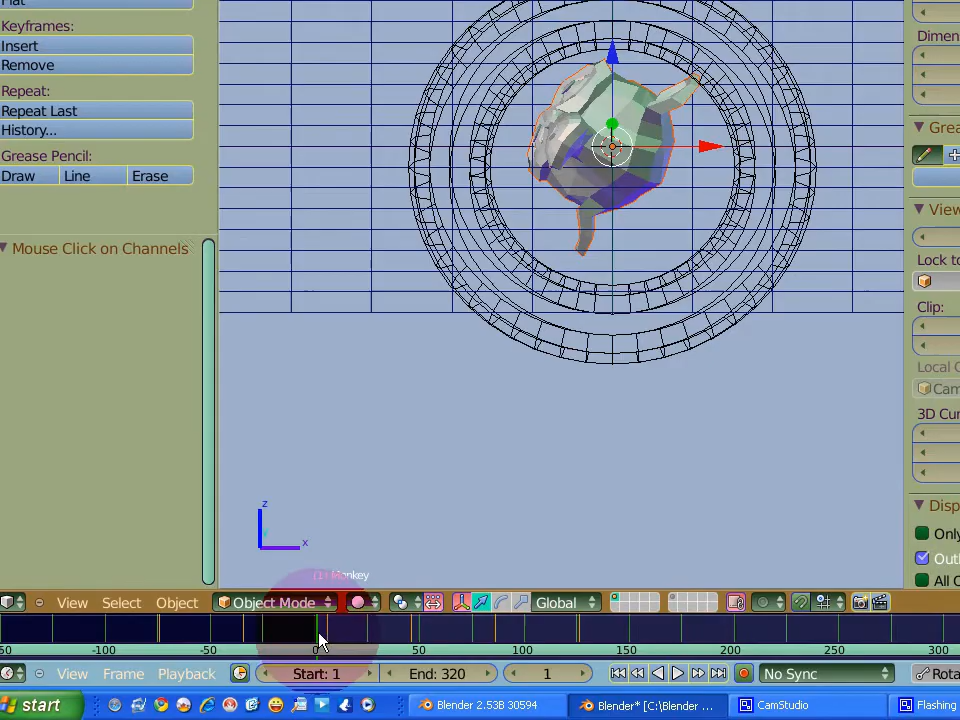 Flat
Keyframes:
Insert
Remove
Repeat:
Repeat Last
History...
Grease Pencil:
Draw Line Erase
Mouse Click on Channels
Dimen
Grea
View
Lock to
Clip:
Local C
Cam
3D Curs
Disp
Only
Outl
All O
z
x
(1) Monkey
View Select Object Object Mode Global
-100 -50 0 50 100 150 200 250 300
View Frame Playback Start: 1 End: 320 1 No Sync Rota
start Blender 2.53B 30594 Blender* [C:\Blender ... CamStudio Flashing